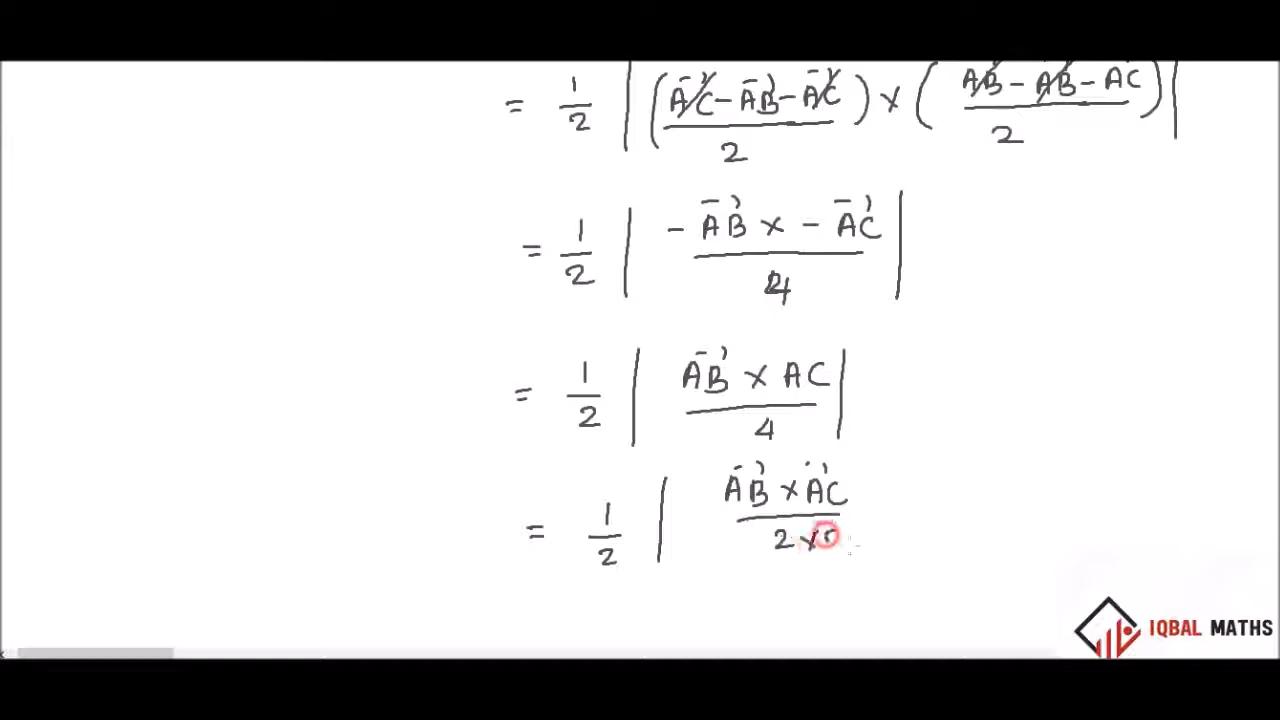 = 1/2 | (AC - AB - AC)/2 × (AB - AB - AC)/2 |
= 1/2 | -AB × -AC / 4 |
= 1/2 | AB × AC / 4 |
= 1/2 | AB × AC / 2 ×
IQBAL MATHS